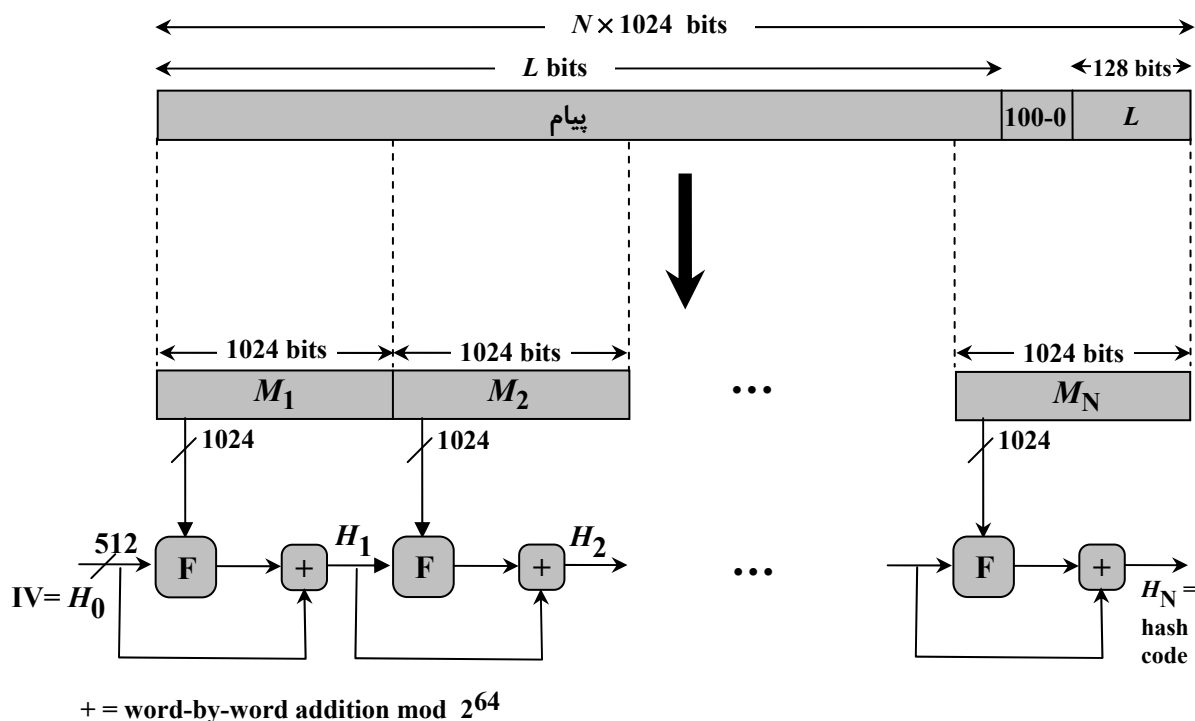 N × 1024 bits
L bits
128 bits
پیام
100-0
L
1024 bits
1024 bits
1024 bits
M1
M2
...
MN
1024
1024
1024
512
H1
H2
F
+
F
+
...
F
+
IV= H0
HN =
hash
code
+ = word-by-word addition mod 2^64